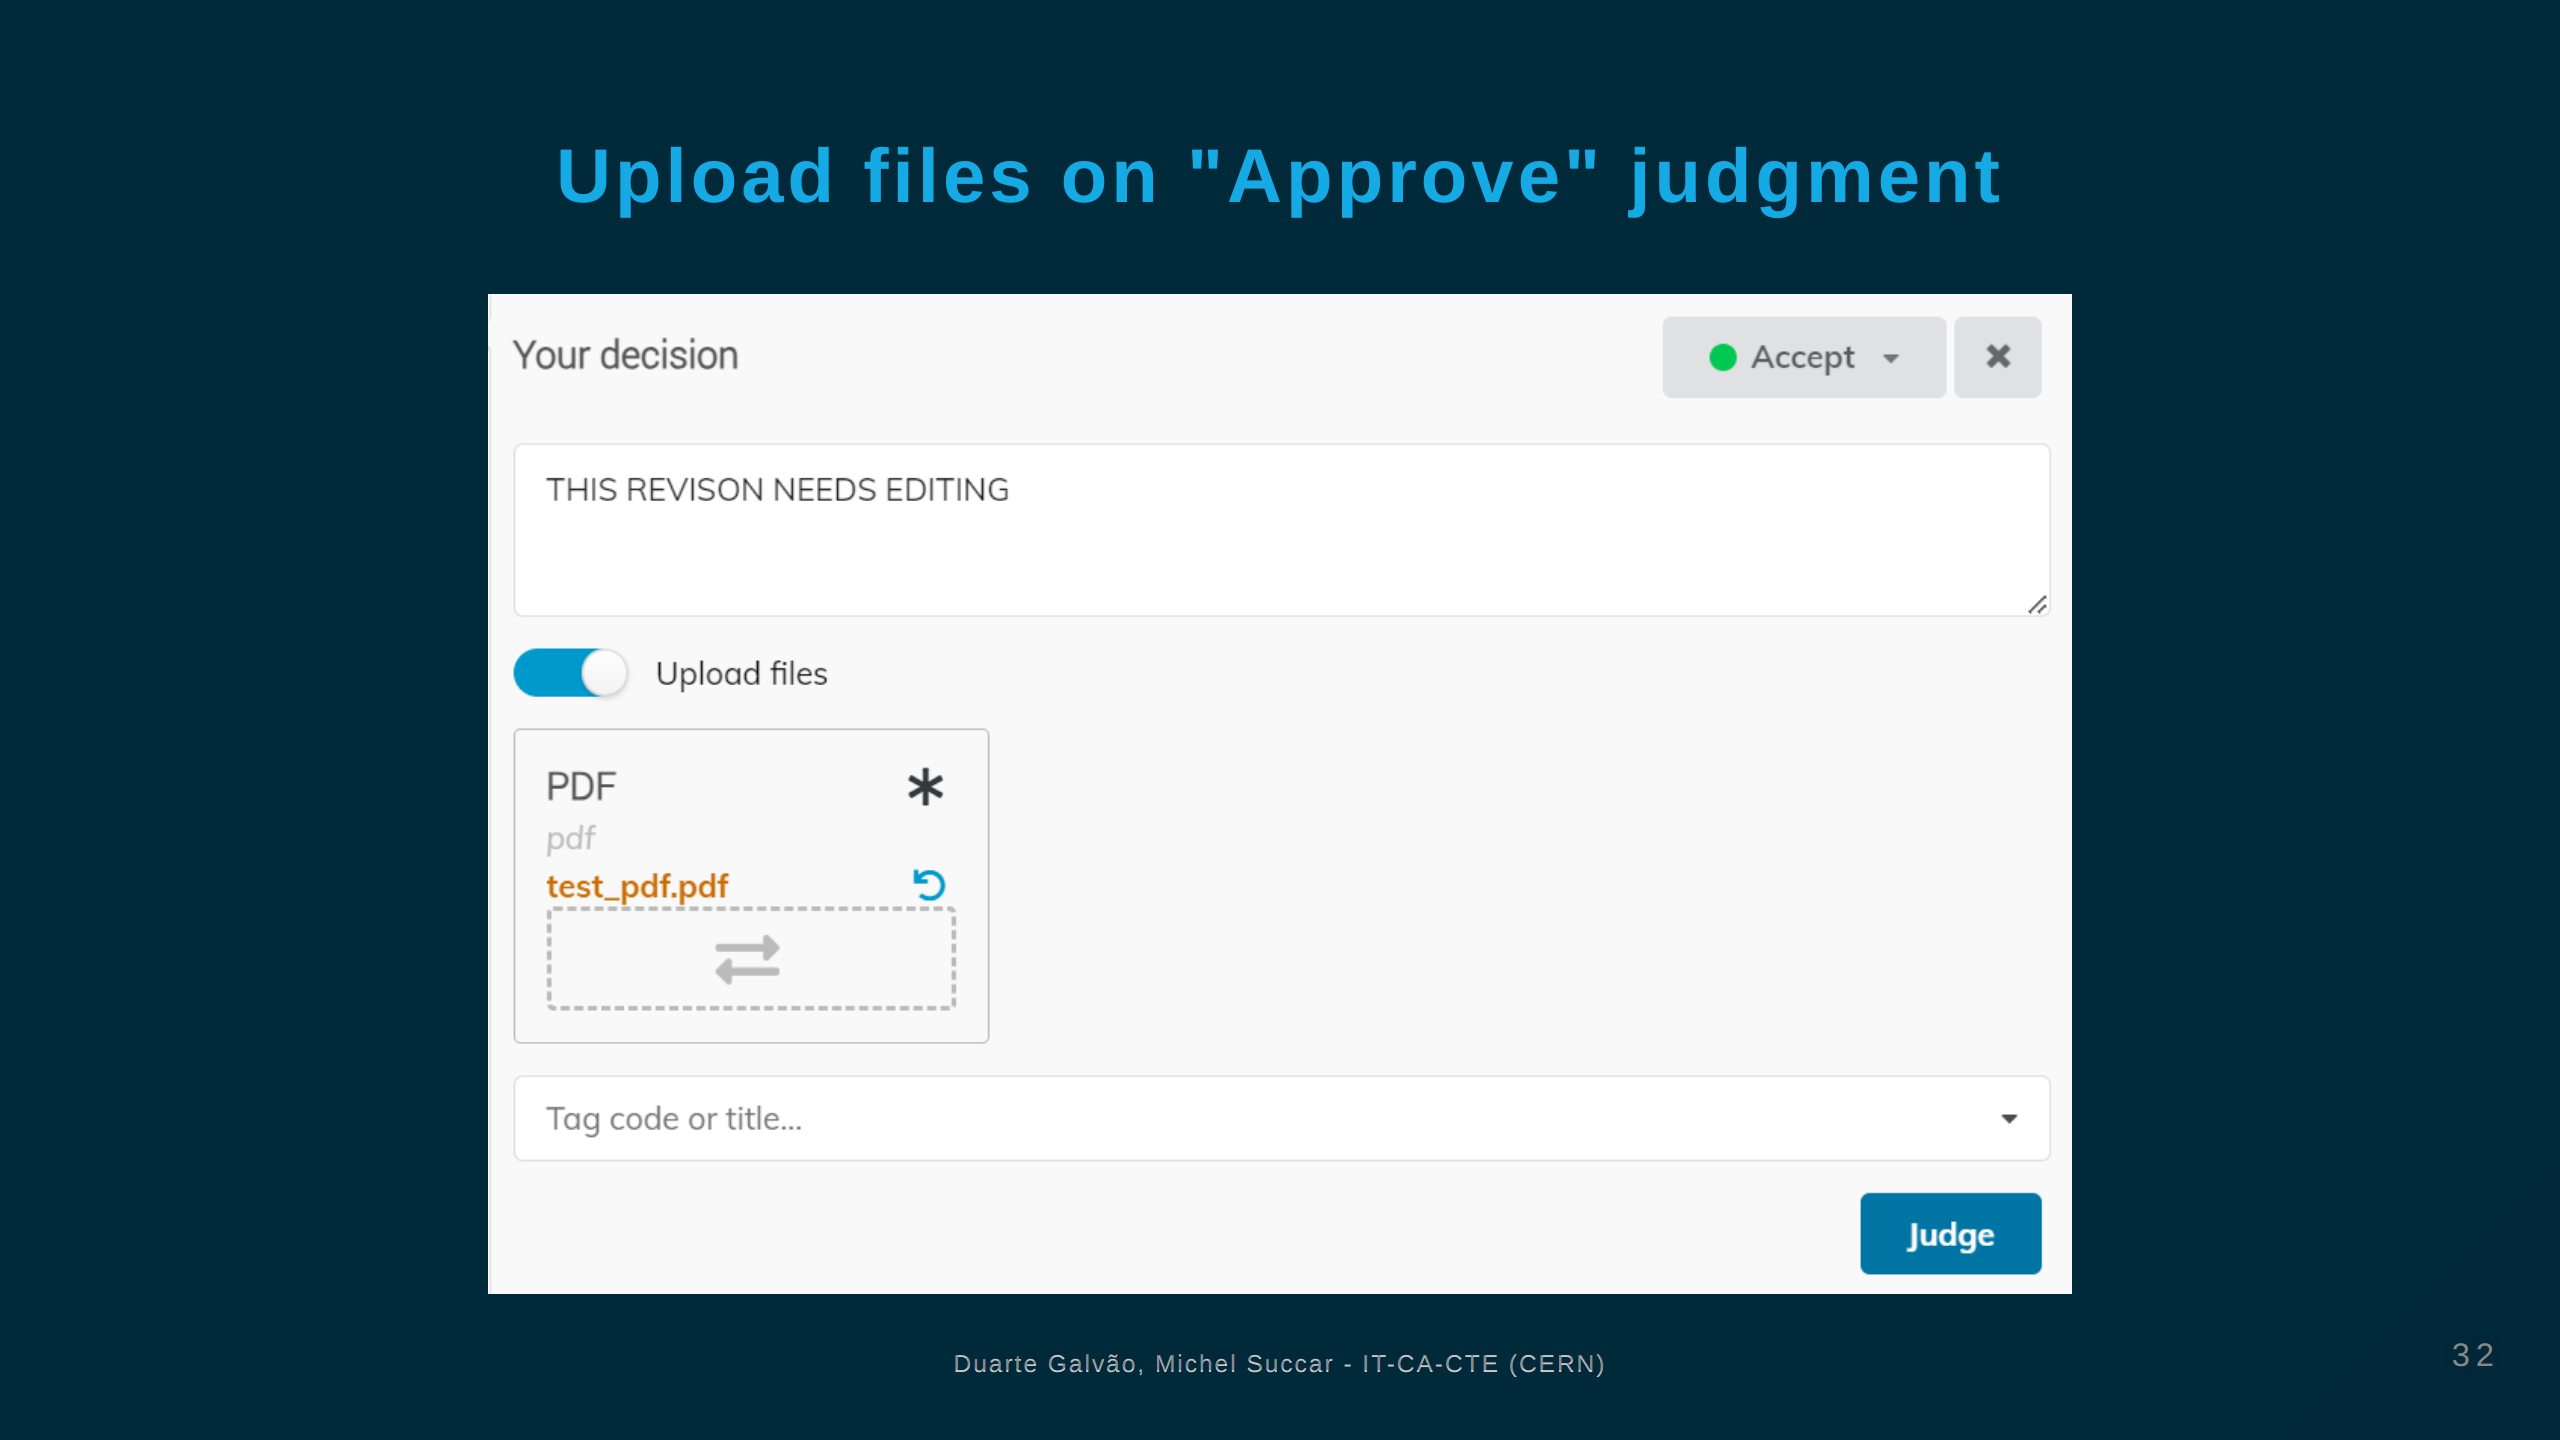 Upload files on "Approve" judgment
Your decision
Accept
THIS REVISON NEEDS EDITING
Upload files
PDF
pdf
test_pdf.pdf
Tag code or title...
Judge
Duarte Galvão, Michel Succar - IT-CA-CTE (CERN)
32